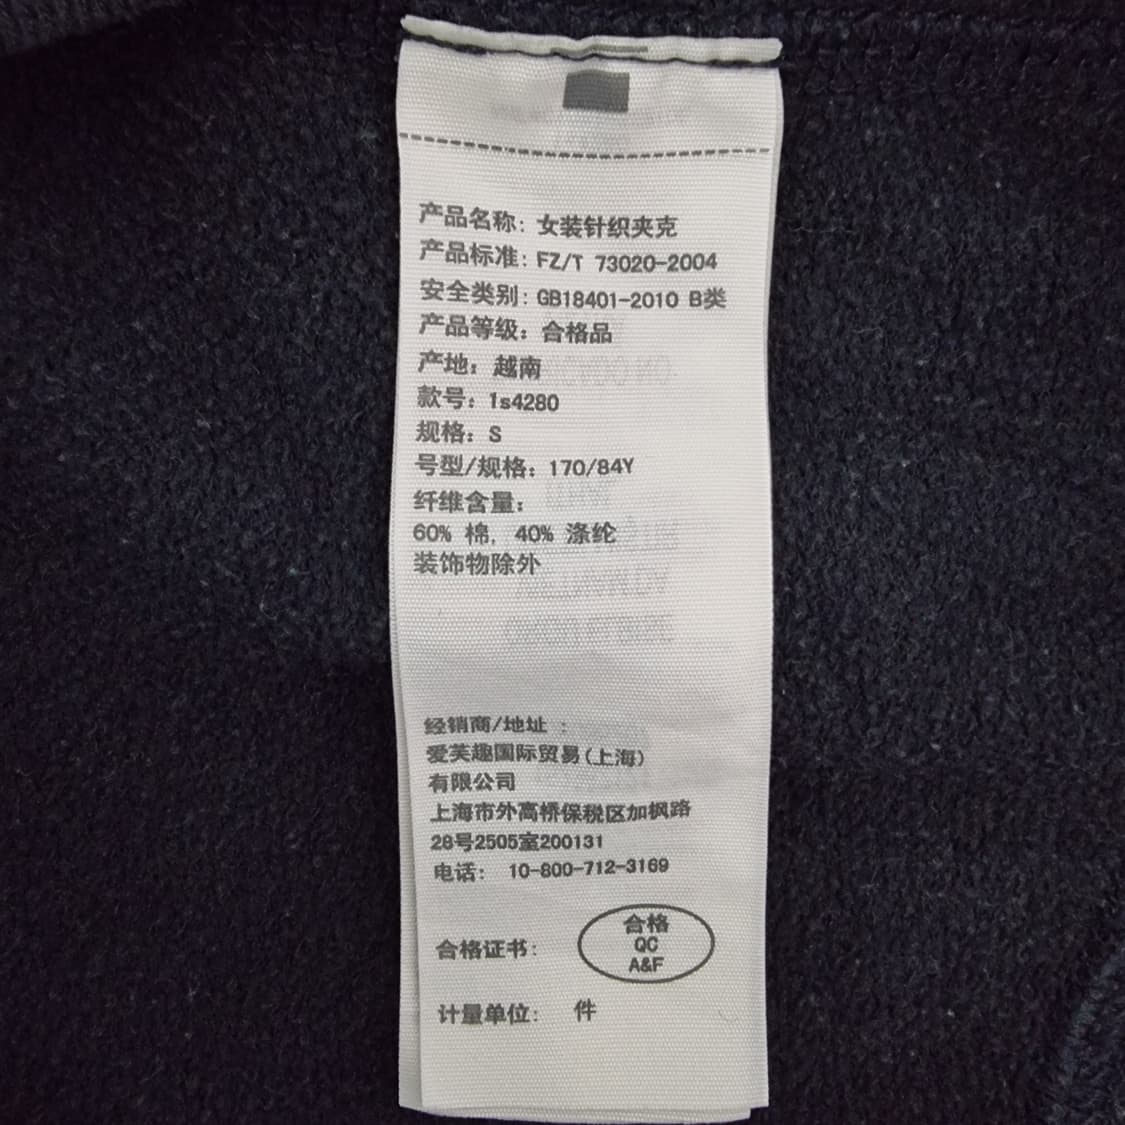 产品名称: 女装针织夹克
产品标准: FZ/T 73020-2004
安全类别: GB18401-2010 B类
产品等级: 合格品
产地: 越南
款号: 1s4280
规格: S
号型/规格: 170/84Y
纤维含量:
60% 棉, 40% 涤纶
装饰物除外
经销商/地址 :
爱芙趣国际贸易(上海)
有限公司
上海市外高桥保税区加枫路
28号2505室200131
电话: 10-800-712-3169
合格证书:
合格
QC
A&F
计量单位: 件